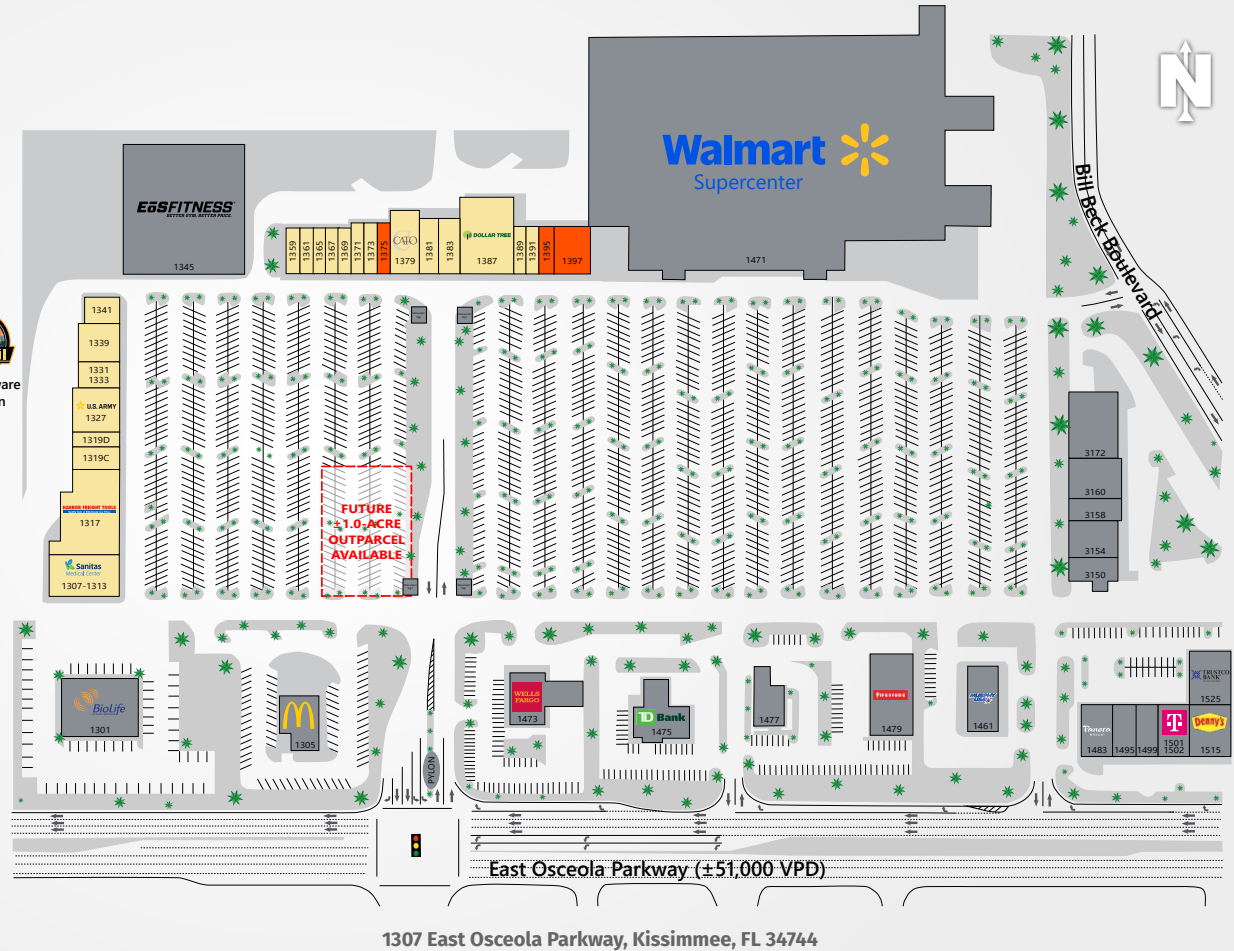 N
Walmart
Supercenter
1471
Bill Beck Boulevard
EōSFITNESS
BETTER GYM. BETTER PRICE.
1345
1359
1361
1365
1367
1369
1371
1373
1375
CATO
1379
1381
1383
DOLLAR TREE
1387
1389
1391
1395
1397
1341
1339
1331
1333
U.S. ARMY
1327
1319D
1319C
HARBOR FREIGHT TOOLS
1317
Sanitas
Medical Center
1307-1313
FUTURE
±1.0-ACRE
OUTPARCEL
AVAILABLE
3172
3160
3158
3154
3150
BioLife
1301
1305
PYLON
WELLS
FARGO
1473
TD Bank
1475
1477
Firestone
1479
MURPHY
USA
1461
TRUSTCO
BANK
1525
Panera
1483
1495
1499
T
1501
1502
Denny's
1515
East Osceola Parkway (±51,000 VPD)
1307 East Osceola Parkway, Kissimmee, FL 34744